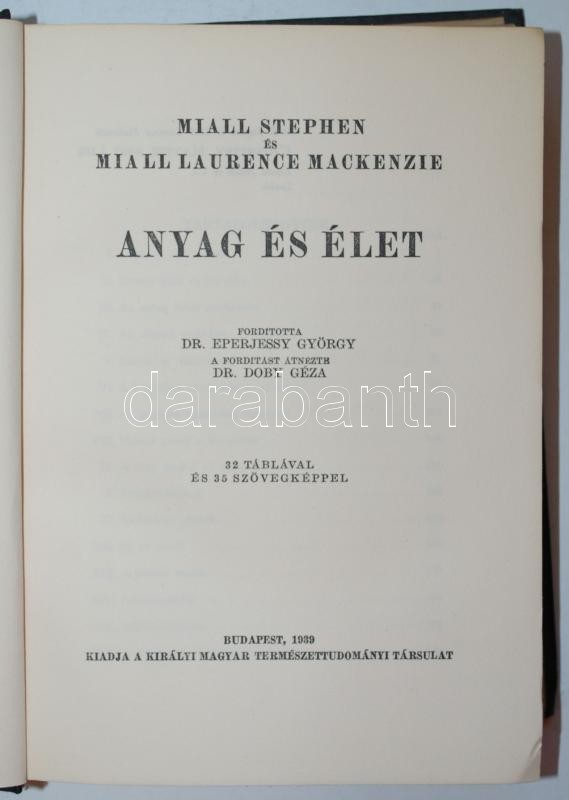 MIALL STEPHEN
ÉS
MIALL LAURENCE MACKENZIE
ANYAG ÉS ÉLET
FORDITOTTA
DR. EPERJESSY GYÖRGY
A FORDITÁST ÁTNÉZTE
DR. DOBY GÉZA
darabanth
32 TÁBLÁVAL
ÉS 35 SZÖVEGKÉPPEL
BUDAPEST, 1939
KIADJA A KIRÁLYI MAGYAR TERMÉSZETTUDOMÁNYI TÁRSULAT